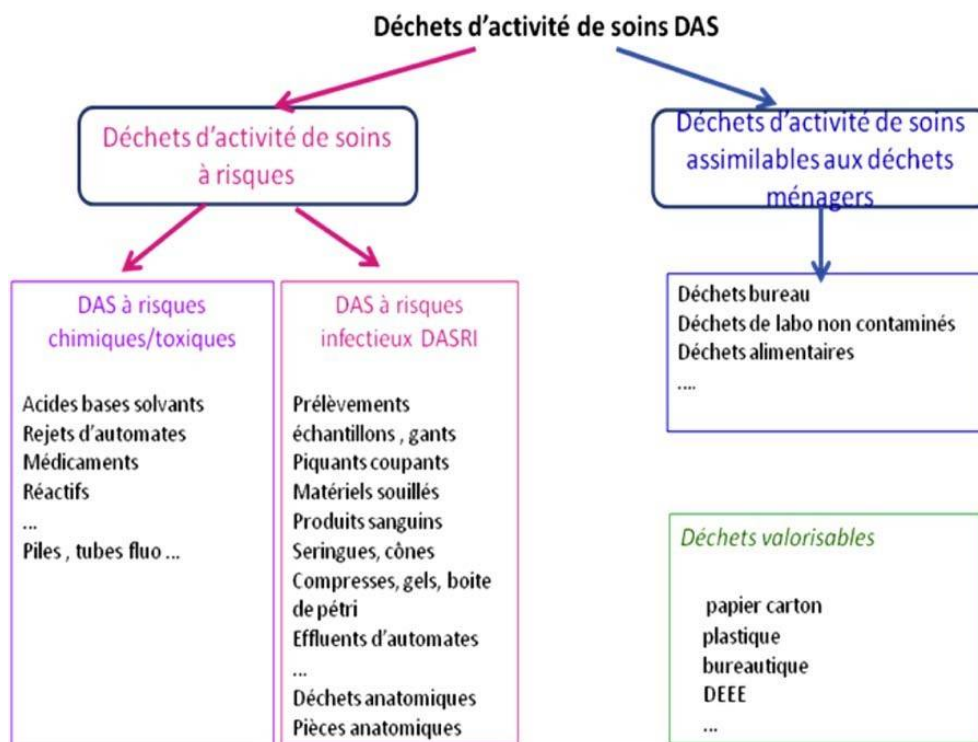 Déchets d'activité de soins DAS
Déchets d'activité de soins
à risques
Déchets d'activité de soins
assimilables aux déchets
ménagers
DAS à risques
chimiques/toxiques
Acides bases solvants
Rejets d'automates
Médicaments
Réactifs
...
Piles , tubes fluo ...
DAS à risques
infectieux DASRI
Prélèvements
échantillons , gants
Piquants coupants
Matériels souillés
Produits sanguins
Seringues, cônes
Compresses, gels, boite
de pétri
Effluents d'automates
...
Déchets anatomiques
Pièces anatomiques
Déchets bureau
Déchets de labo non contaminés
Déchets alimentaires
....
Déchets valorisables
papier carton
plastique
bureautique
DEEE
...